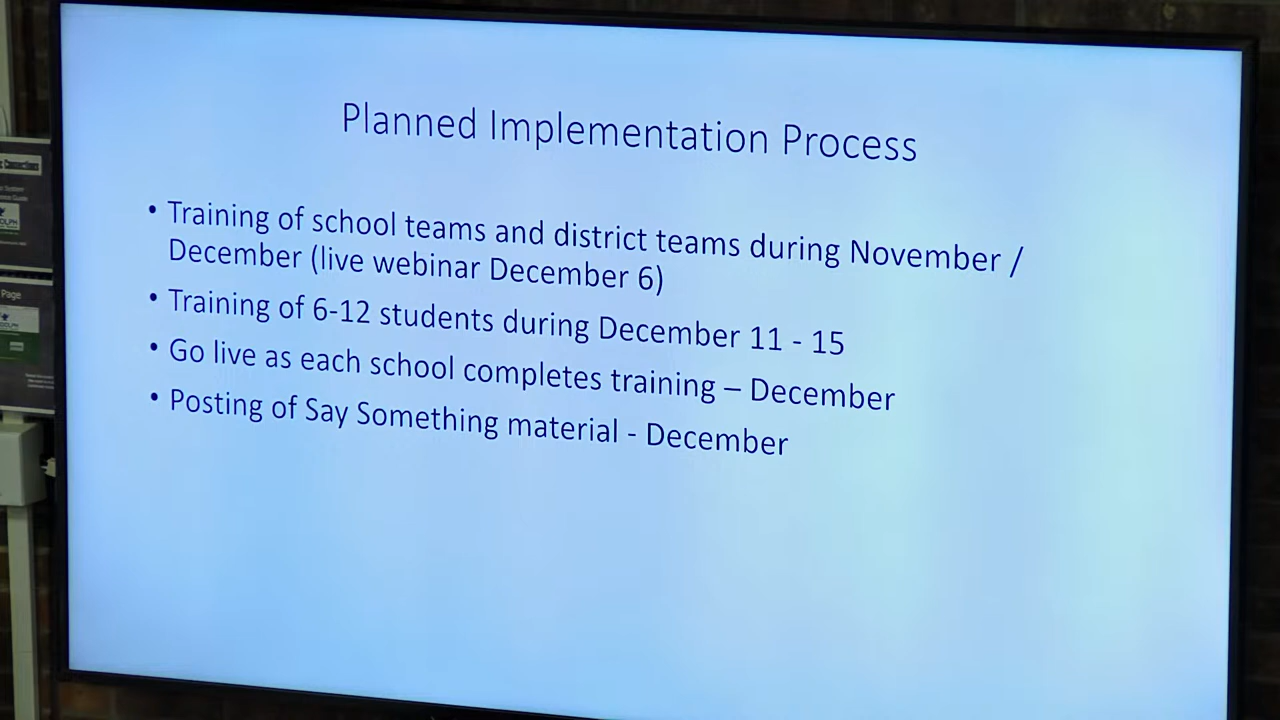 Planned Implementation Process
• Training of school teams and district teams during November /
December (live webinar December 6)
• Training of 6-12 students during December 11 - 15
• Go live as each school completes training – December
• Posting of Say Something material - December
Page